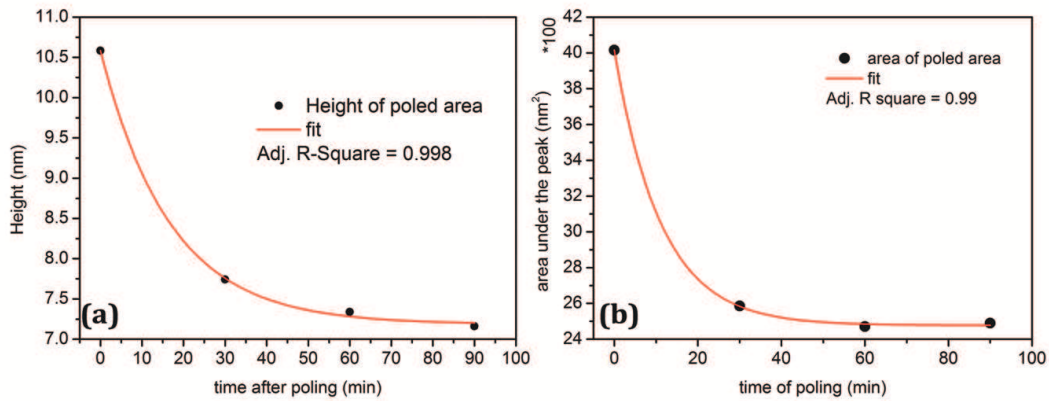 11.0
10.5
10.0
9.5
9.0
8.5
8.0
7.5
7.0
Height (nm)
Height of poled area
fit
Adj. R-Square = 0.998
(a)
0 10 20 30 40 50 60 70 80 90 100
time after poling (min)
*100
42
40
38
36
34
32
30
28
26
24
area under the peak (nm²)
area of poled area
fit
Adj. R square = 0.99
(b)
0 20 40 60 80 100
time of poling (min)